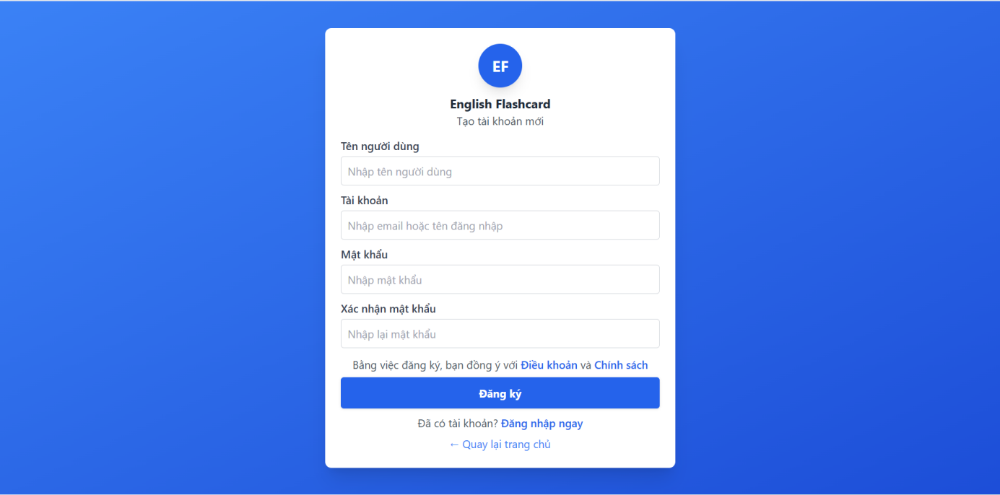 EF
English Flashcard
Tạo tài khoản mới
Tên người dùng
Nhập tên người dùng
Tài khoản
Nhập email hoặc tên đăng nhập
Mật khẩu
Nhập mật khẩu
Xác nhận mật khẩu
Nhập lại mật khẩu
Bằng việc đăng ký, bạn đồng ý với Điều khoản và Chính sách
Đăng ký
Đã có tài khoản? Đăng nhập ngay
← Quay lại trang chủ